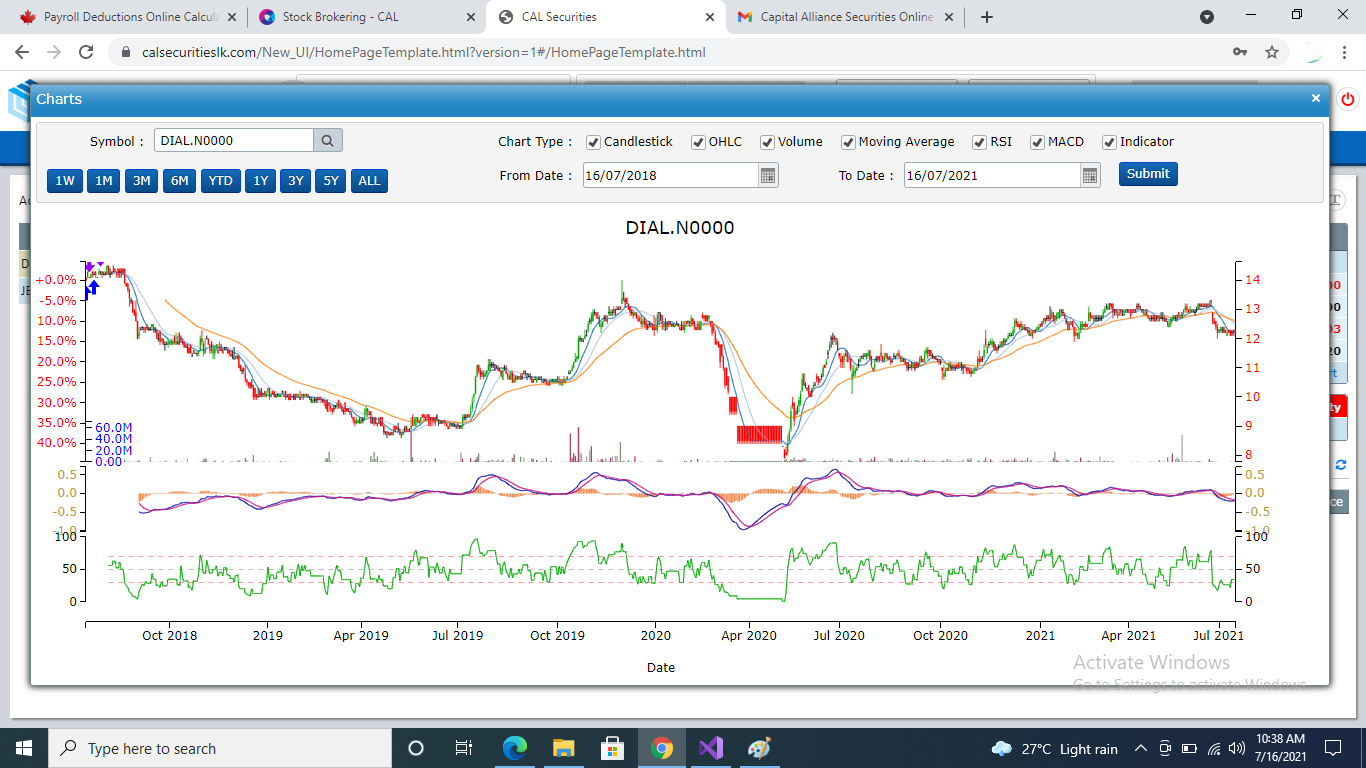 Payroll Deductions Online Calcul
Stock Brokering - CAL
CAL Securities
Capital Alliance Securities Online
calsecuritieslk.com/New_UI/HomePageTemplate.html?version=1#/HomePageTemplate.html
Charts
Symbol :
DIAL.N0000
Chart Type :
Candlestick
OHLC
Volume
Moving Average
RSI
MACD
Indicator
1W
1M
3M
6M
YTD
1Y
3Y
5Y
ALL
From Date :
16/07/2018
To Date :
16/07/2021
Submit
DIAL.N0000
+0.0%
-5.0%
10.0%
15.0%
20.0%
25.0%
30.0%
35.0%
40.0%
60.0M
40.0M
20.0M
0.00
14
13
12
11
10
9
8
0.5
0.0
-0.5
-1.0
0.5
0.0
-0.5
-1.0
100
50
0
100
50
0
Oct 2018
2019
Apr 2019
Jul 2019
Oct 2019
2020
Apr 2020
Jul 2020
Oct 2020
2021
Apr 2021
Jul 2021
Date
Activate Windows
Go to Settings to activate Windows.
Type here to search
27°C Light rain
10:38 AM
7/16/2021